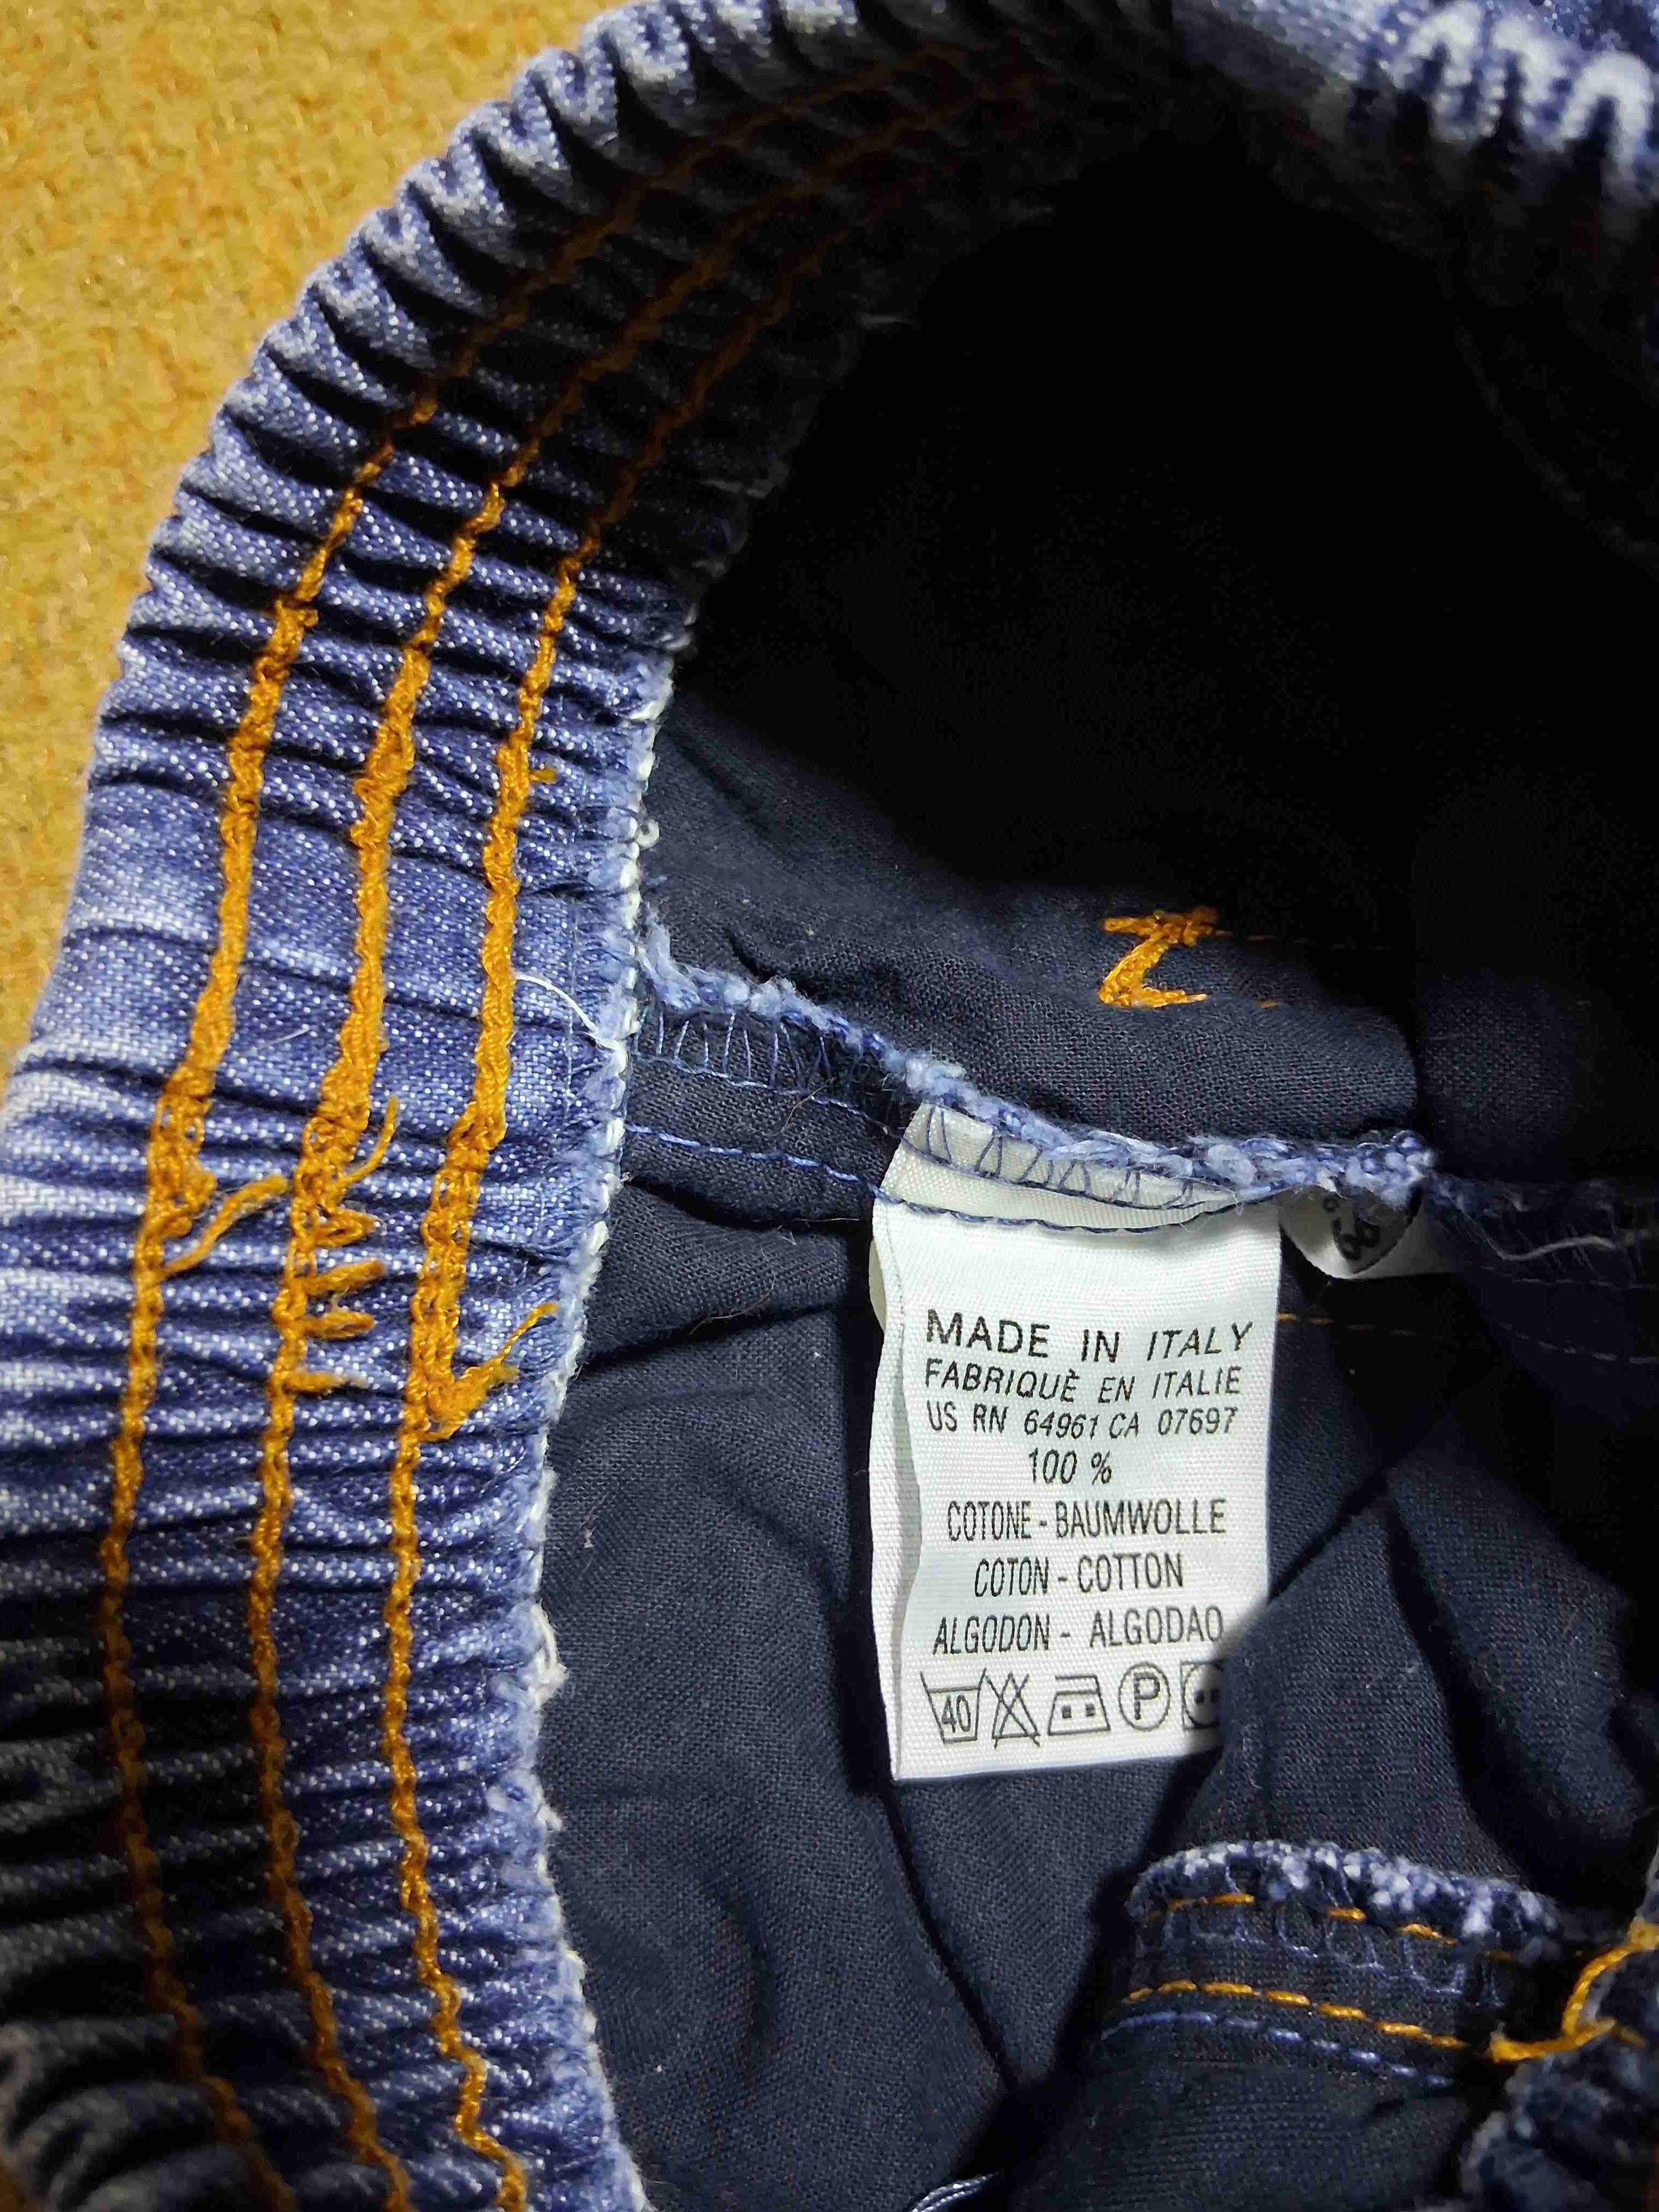 MADE IN ITALY
FABRIQUÈ EN ITALIE
US RN 64961 CA 07697
100 %
COTONE - BAUMWOLLE
COTON - COTTON
ALGODON - ALGODAO
40 P